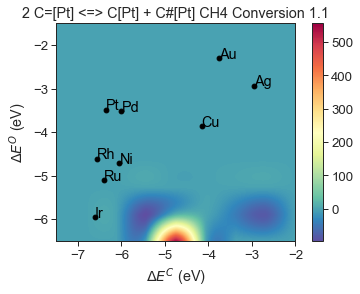 2 C=[Pt] <=> C[Pt] + C#[Pt] CH4 Conversion 1.1
−2
−3
−4
−5
−6
ΔE^O (eV)
Au
Ag
Pt
Pd
Cu
Rh
Ni
Ru
Ir
−7
−6
−5
−4
−3
−2
ΔE^C (eV)
500
400
300
200
100
0